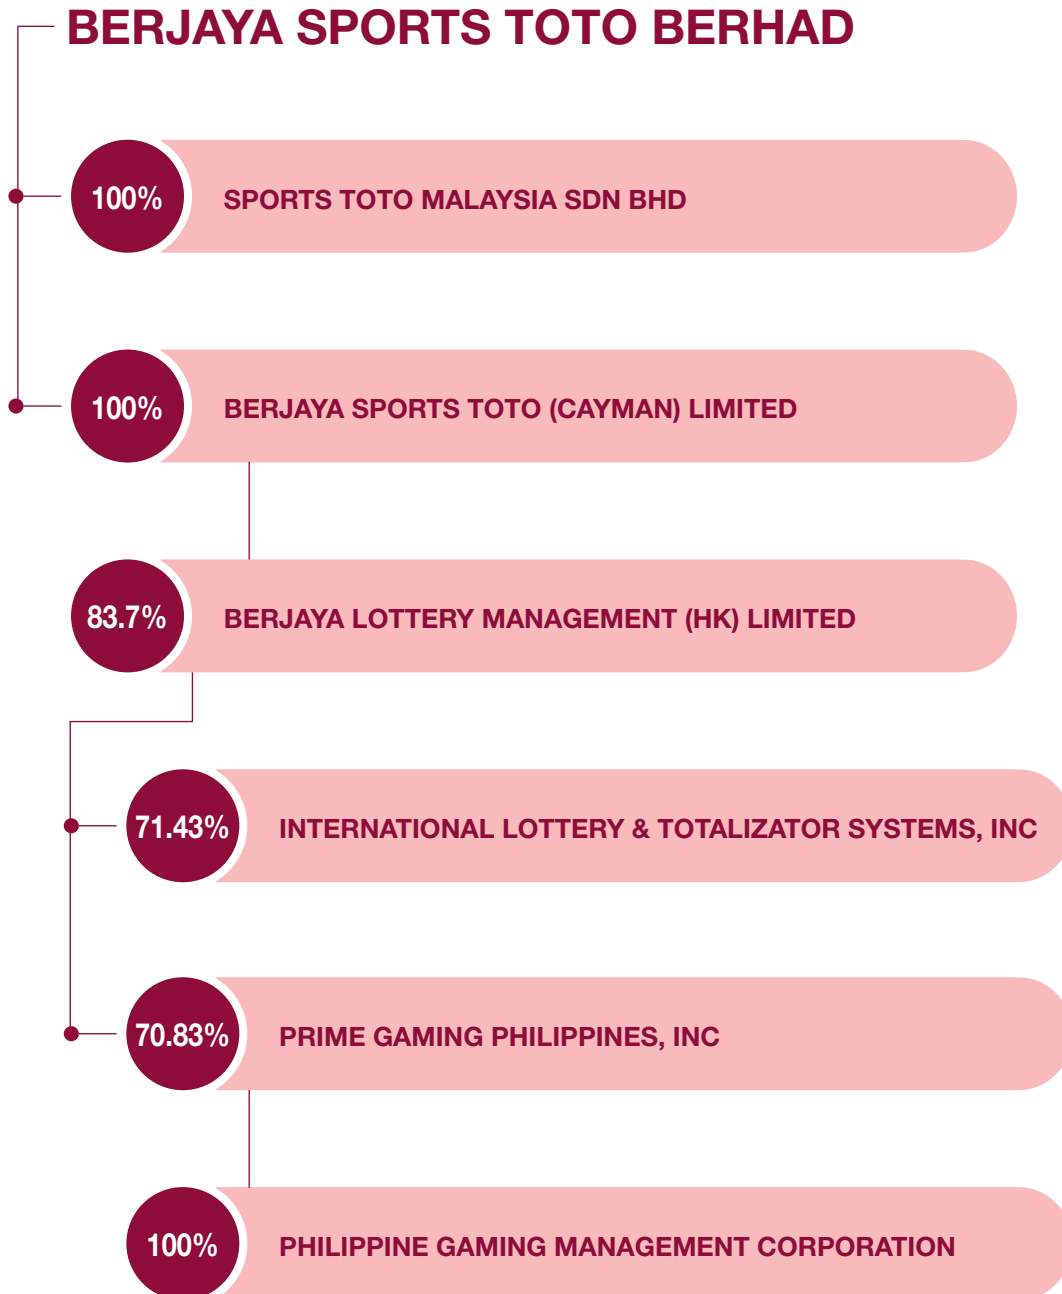 BERJAYA SPORTS TOTO BERHAD
100% SPORTS TOTO MALAYSIA SDN BHD
100% BERJAYA SPORTS TOTO (CAYMAN) LIMITED
83.7% BERJAYA LOTTERY MANAGEMENT (HK) LIMITED
71.43% INTERNATIONAL LOTTERY & TOTALIZATOR SYSTEMS, INC
70.83% PRIME GAMING PHILIPPINES, INC
100% PHILIPPINE GAMING MANAGEMENT CORPORATION